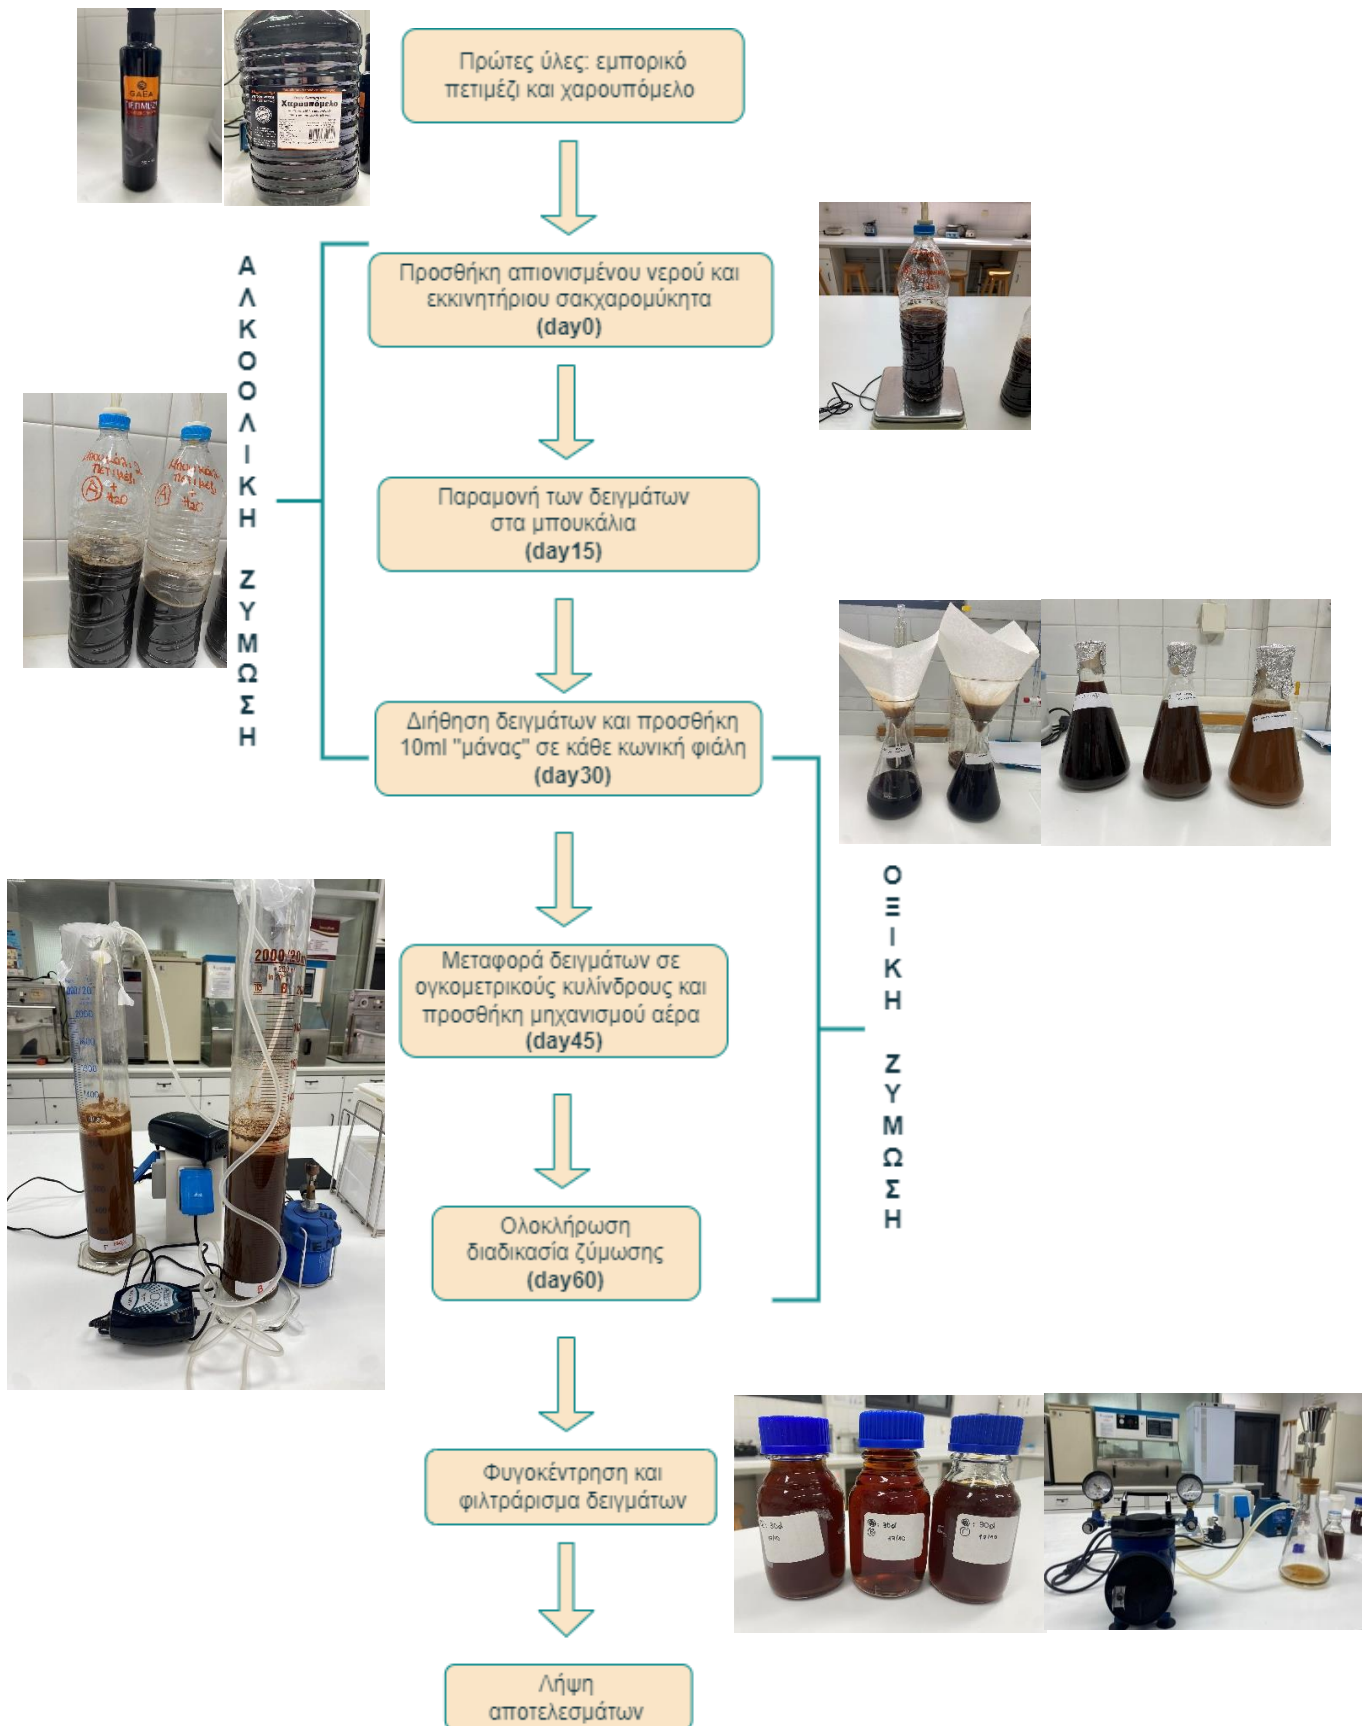 GAEA
ΠΕΤΙΜΕΖΙ
Χαρουπόμελο
Πρώτες ύλες: εμπορικό
πετιμέζι και χαρουπόμελο
Προσθήκη απιονισμένου νερού και
εκκινητήριου σακχαρομύκητα
(day0)
ΑΛΚΟΟΛΙΚΗ ΖΥΜΩΣΗ
Παραμονή των δειγμάτων
στα μπουκάλια
(day15)
Πετιμέζι
+
H2O
A
A
Διήθηση δειγμάτων και προσθήκη
10ml "μάνας" σε κάθε κωνική φιάλη
(day30)
ΟΞΙΚΗ ΖΥΜΩΣΗ
Μεταφορά δειγμάτων σε
ογκομετρικούς κυλίνδρους και
προσθήκη μηχανισμού αέρα
(day45)
2000/20
Ολοκλήρωση
διαδικασία ζύμωσης
(day60)
Φυγοκέντρηση και
φιλτράρισμα δειγμάτων
Λήψη
αποτελεσμάτων